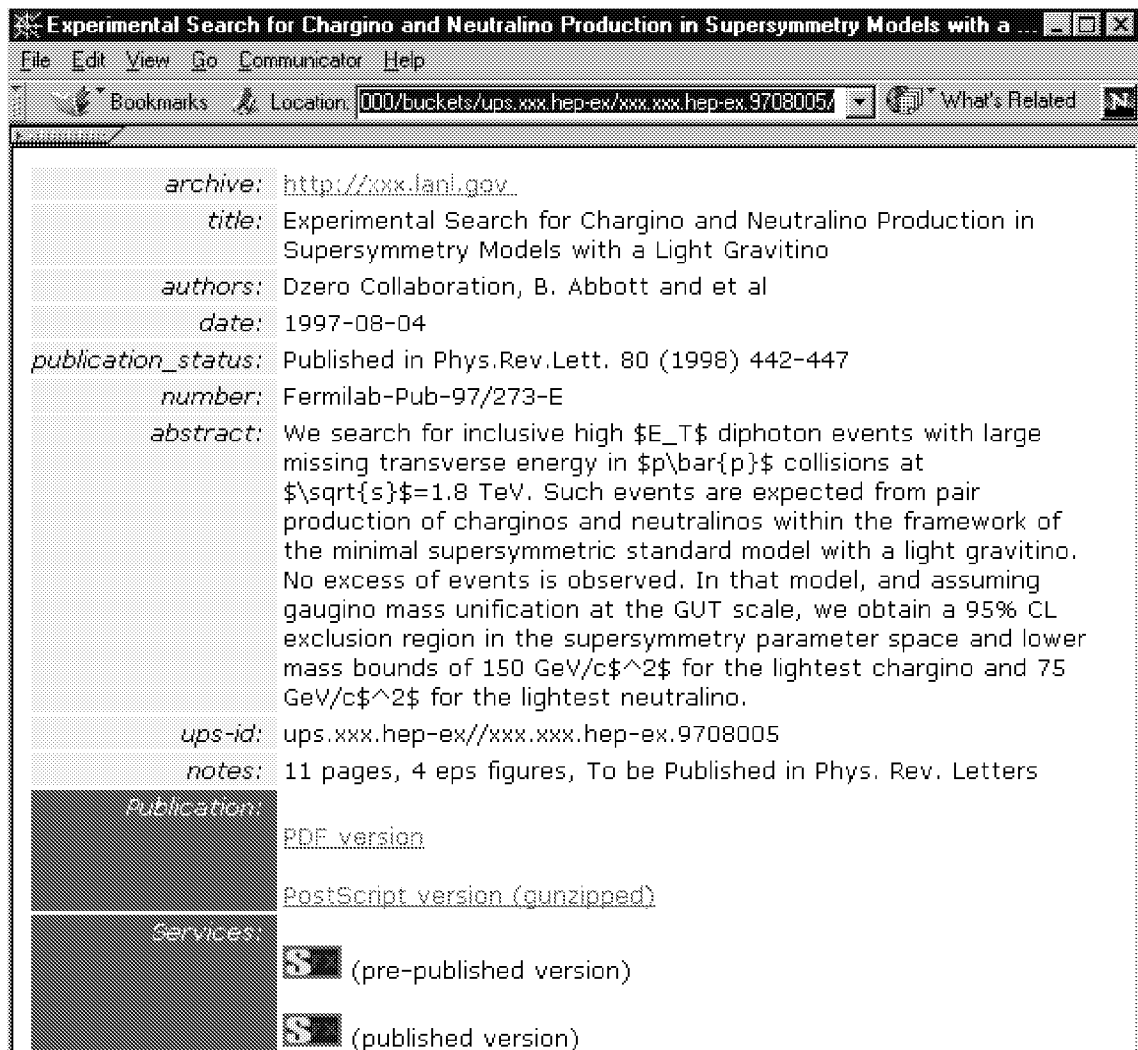 Experimental Search for Chargino and Neutralino Production in Supersymmetry Models with a ...
File Edit View Go Communicator Help
Bookmarks Location: 000/buckets/ups.xxx.hep-ex/xxx.xxx.hep-ex.9708005/ What's Related N
archive: http://xxx.lanl.gov
title: Experimental Search for Chargino and Neutralino Production in
Supersymmetry Models with a Light Gravitino
authors: Dzero Collaboration, B. Abbott and et al
date: 1997-08-04
publication_status: Published in Phys.Rev.Lett. 80 (1998) 442-447
number: Fermilab-Pub-97/273-E
abstract: We search for inclusive high $E_T$ diphoton events with large
missing transverse energy in $p\bar{p}$ collisions at
$\sqrt{s}$=1.8 TeV. Such events are expected from pair
production of charginos and neutralinos within the framework of
the minimal supersymmetric standard model with a light gravitino.
No excess of events is observed. In that model, and assuming
gaugino mass unification at the GUT scale, we obtain a 95% CL
exclusion region in the supersymmetry parameter space and lower
mass bounds of 150 GeV/c$^2$ for the lightest chargino and 75
GeV/c$^2$ for the lightest neutralino.
ups-id: ups.xxx.hep-ex//xxx.xxx.hep-ex.9708005
notes: 11 pages, 4 eps figures, To be Published in Phys. Rev. Letters
Publication:
PDF version
PostScript version (gunzipped)
Services:
S (pre-published version)
S (published version)